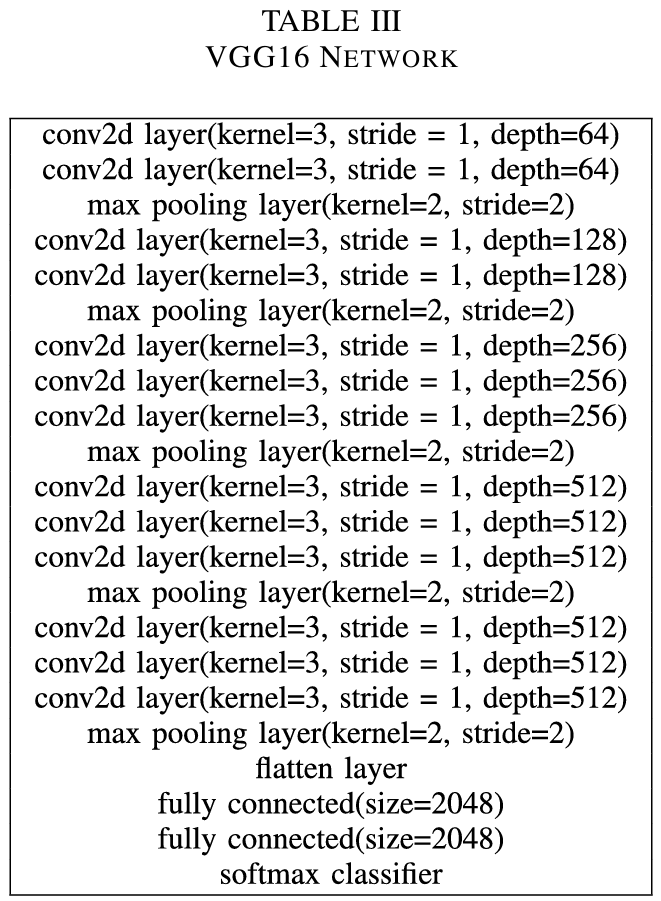 TABLE III
VGG16 NETWORK
conv2d layer(kernel=3, stride = 1, depth=64)
conv2d layer(kernel=3, stride = 1, depth=64)
max pooling layer(kernel=2, stride=2)
conv2d layer(kernel=3, stride = 1, depth=128)
conv2d layer(kernel=3, stride = 1, depth=128)
max pooling layer(kernel=2, stride=2)
conv2d layer(kernel=3, stride = 1, depth=256)
conv2d layer(kernel=3, stride = 1, depth=256)
conv2d layer(kernel=3, stride = 1, depth=256)
max pooling layer(kernel=2, stride=2)
conv2d layer(kernel=3, stride = 1, depth=512)
conv2d layer(kernel=3, stride = 1, depth=512)
conv2d layer(kernel=3, stride = 1, depth=512)
max pooling layer(kernel=2, stride=2)
conv2d layer(kernel=3, stride = 1, depth=512)
conv2d layer(kernel=3, stride = 1, depth=512)
conv2d layer(kernel=3, stride = 1, depth=512)
max pooling layer(kernel=2, stride=2)
flatten layer
fully connected(size=2048)
fully connected(size=2048)
softmax classifier